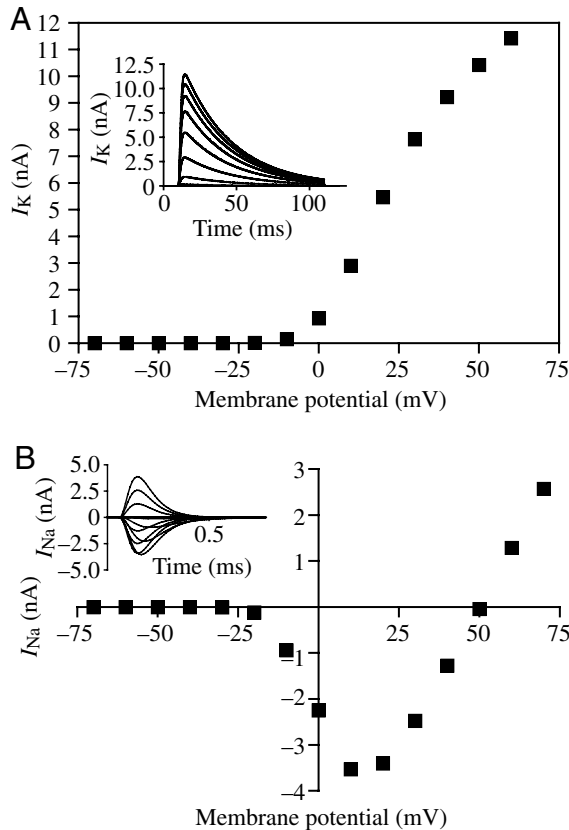 A
12
11
10
9
8
7
6
5
4
3
2
1
0
I_K (nA)
12.5
10.0
7.5
5.0
2.5
0
I_K (nA)
0 50 100
Time (ms)
–75 –50 –25 0 25 50 75
Membrane potential (mV)
B
5.0
2.5
0
–2.5
–5.0
I_Na (nA)
0.5
Time (ms)
3
2
1
I_Na (nA)
–75 –50 –25 25 50 75
–1
–2
–3
–4
Membrane potential (mV)